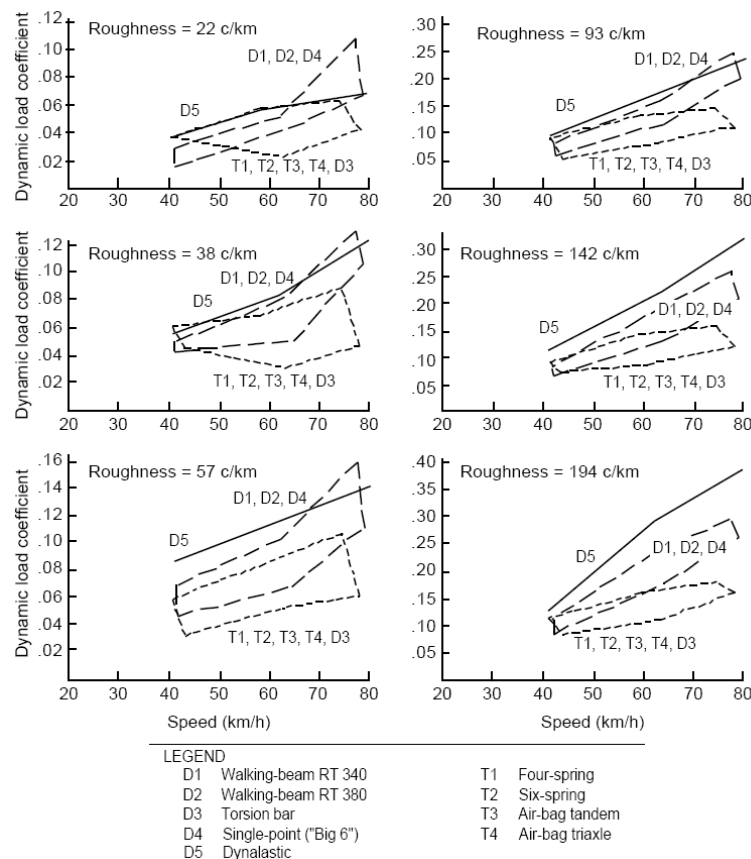 Dynamic load coefficient
Roughness = 22 c/km
.12
.10
.08
.06
.04
.02
D1, D2, D4
D5
T1, T2, T3, T4, D3
20 30 40 50 60 70 80
Roughness = 93 c/km
.30
.25
.20
.15
.10
.05
D1, D2, D4
D5
T1, T2, T3, T4, D3
20 30 40 50 60 70 80
Dynamic load coefficient
Roughness = 38 c/km
.12
.10
.08
.06
.04
.02
D1, D2, D4
D5
T1, T2, T3, T4, D3
20 30 40 50 60 70 80
Roughness = 142 c/km
.30
.25
.20
.15
.10
.05
D5
D1, D2, D4
T1, T2, T3, T4, D3
20 30 40 50 60 70 80
Dynamic load coefficient
Roughness = 57 c/km
.16
.14
.12
.10
.08
.06
.04
.02
D1, D2, D4
D5
T1, T2, T3, T4, D3
20 30 40 50 60 70 80
Speed (km/h)
Roughness = 194 c/km
.40
.35
.30
.25
.20
.15
.10
.05
D5
D1, D2, D4
T1, T2, T3, T4, D3
20 30 40 50 60 70 80
Speed (km/h)
LEGEND
D1 Walking-beam RT 340
D2 Walking-beam RT 380
D3 Torsion bar
D4 Single-point ("Big 6")
D5 Dynalastic
T1 Four-spring
T2 Six-spring
T3 Air-bag tandem
T4 Air-bag triaxle